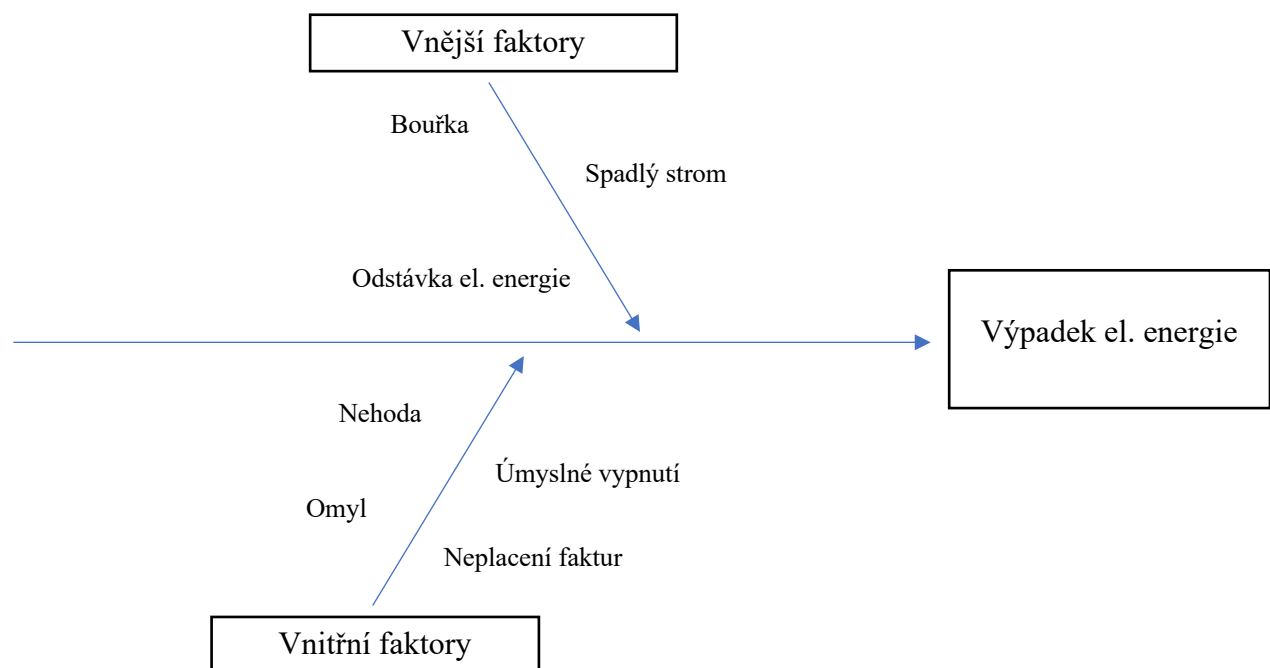 Vnější faktory
Bouřka
Spadlý strom
Odstávka el. energie
Výpadek el. energie
Nehoda
Úmyslné vypnutí
Omyl
Neplacení faktur
Vnitřní faktory